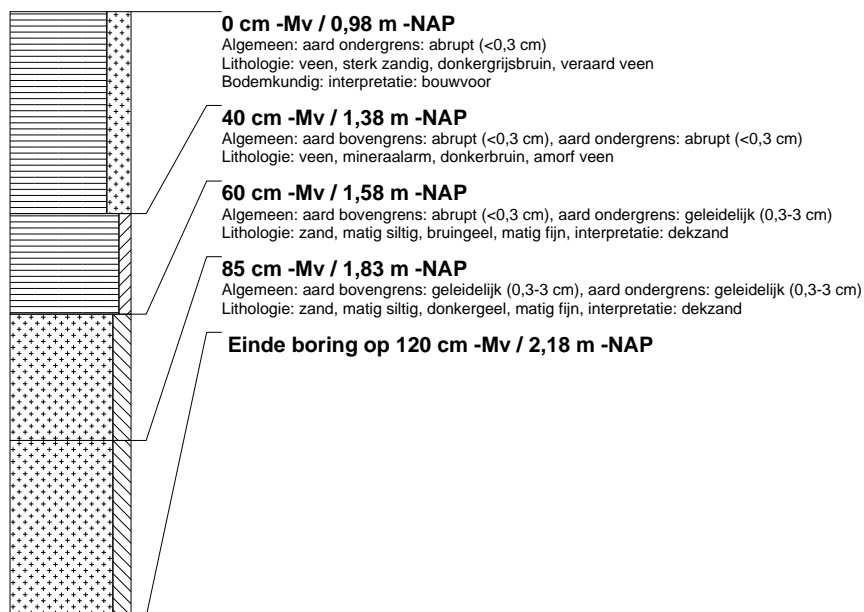 0 cm -Mv / 0,98 m -NAP
Algemeen: aard ondergrens: abrupt (<0,3 cm)
Lithologie: veen, sterk zandig, donkergrijsbruin, veraard veen
Bodemkundig: interpretatie: bouwvoor
40 cm -Mv / 1,38 m -NAP
Algemeen: aard bovengrens: abrupt (<0,3 cm), aard ondergrens: abrupt (<0,3 cm)
Lithologie: veen, mineraalarm, donkerbruin, amorf veen
60 cm -Mv / 1,58 m -NAP
Algemeen: aard bovengrens: abrupt (<0,3 cm), aard ondergrens: geleidelijk (0,3-3 cm)
Lithologie: zand, matig siltig, bruingeel, matig fijn, interpretatie: dekzand
85 cm -Mv / 1,83 m -NAP
Algemeen: aard bovengrens: geleidelijk (0,3-3 cm), aard ondergrens: geleidelijk (0,3-3 cm)
Lithologie: zand, matig siltig, donkergeel, matig fijn, interpretatie: dekzand
Einde boring op 120 cm -Mv / 2,18 m -NAP